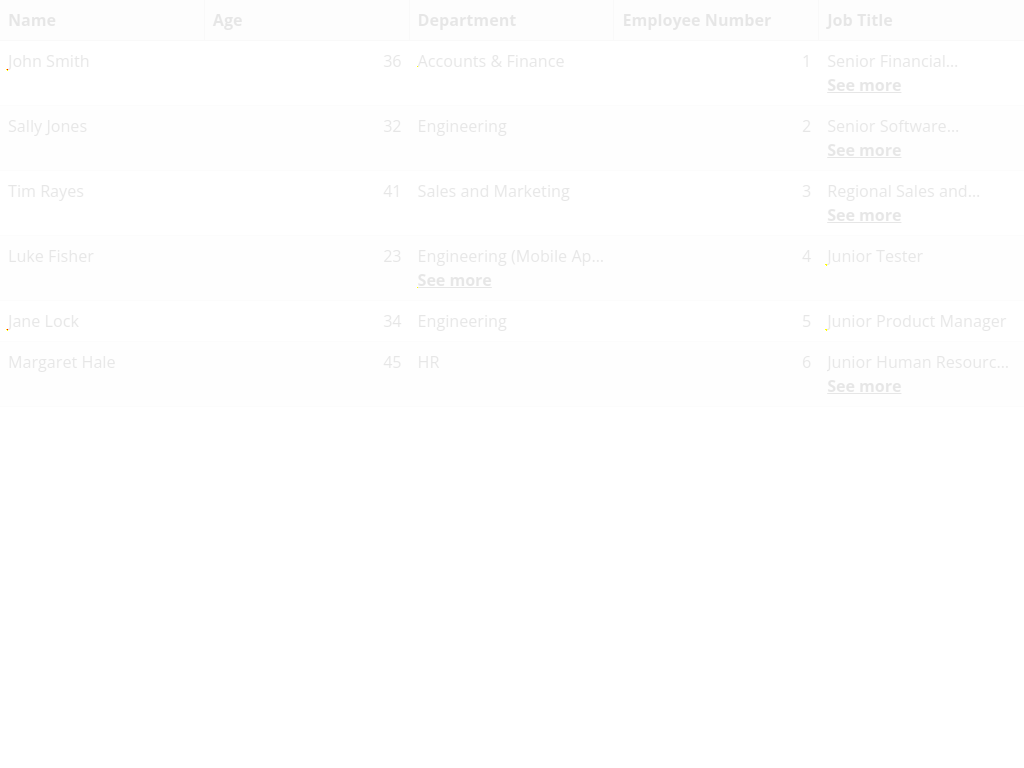 Name Age Department Employee Number Job Title
John Smith 36 Accounts & Finance 1 Senior Financial...
See more
Sally Jones 32 Engineering 2 Senior Software...
See more
Tim Rayes 41 Sales and Marketing 3 Regional Sales and...
See more
Luke Fisher 23 Engineering (Mobile Ap... 4 Junior Tester
See more
Jane Lock 34 Engineering 5 Junior Product Manager
Margaret Hale 45 HR 6 Junior Human Resourc...
See more